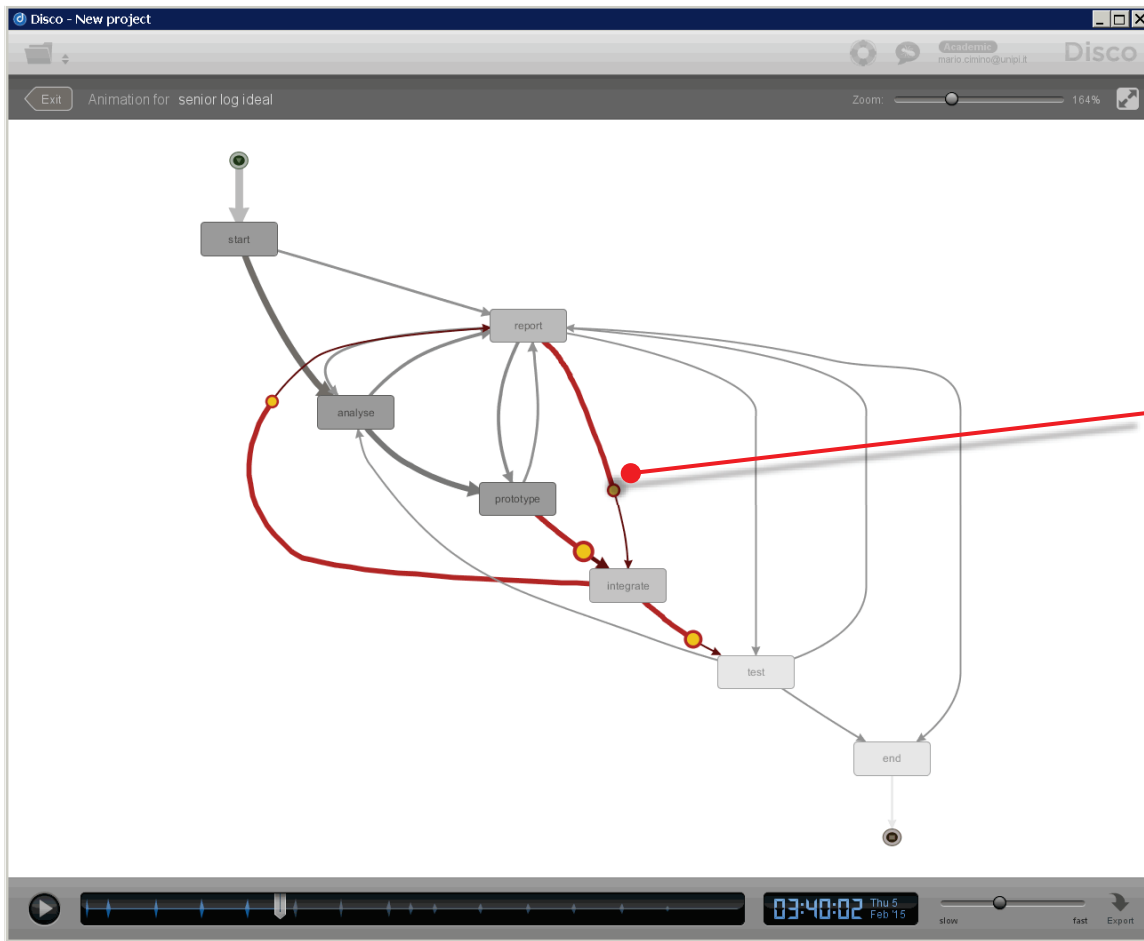 Disco - New project
Academic
mario.cimino@unipi.it
Disco
Exit
Animation for senior log ideal
Zoom:
164%
start
report
analyse
prototype
integrate
test
end
03:40:02
Thu 5
Feb '15
slow
fast
Export